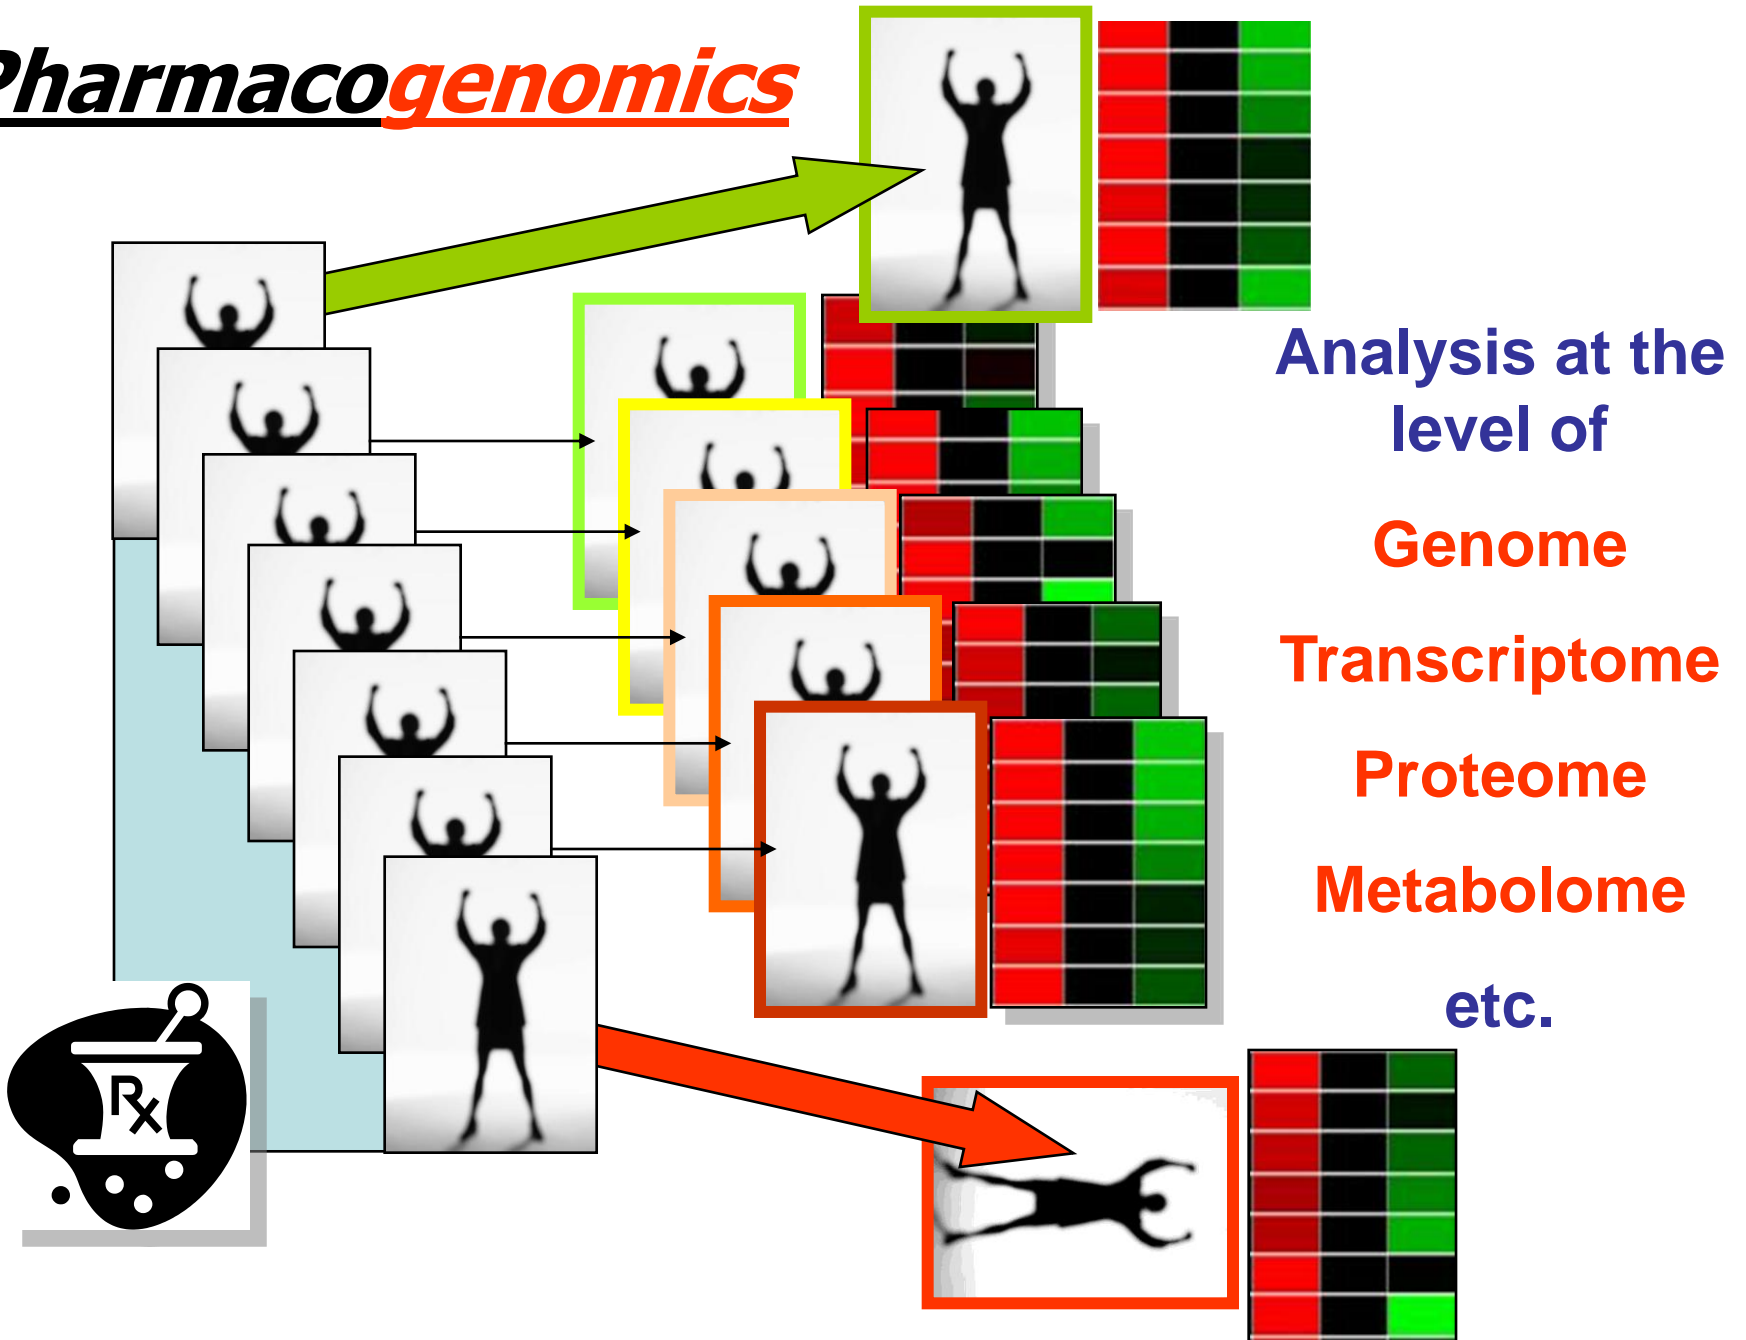 Pharmacogenomics
Analysis at the
level of
Genome
Transcriptome
Proteome
Metabolome
etc.
Rx